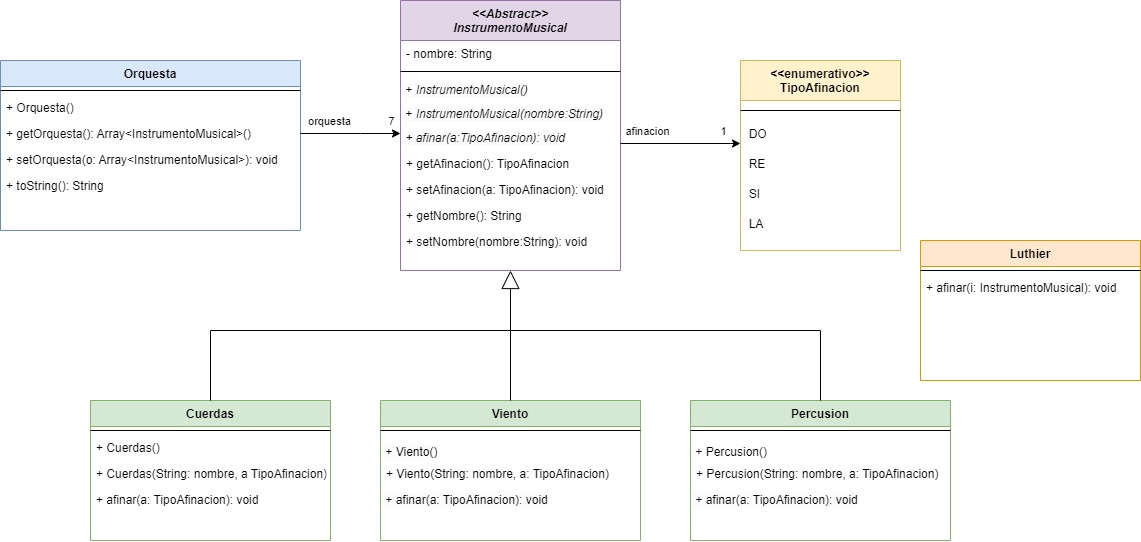 <<Abstract>>
InstrumentoMusical
- nombre: String
+ InstrumentoMusical()
+ InstrumentoMusical(nombre:String)
+ afinar(a:TipoAfinacion): void
+ getAfinacion(): TipoAfinacion
+ setAfinacion(a: TipoAfinacion): void
+ getNombre(): String
+ setNombre(nombre:String): void
Orquesta
+ Orquesta()
+ getOrquesta(): Array<InstrumentoMusical>()
+ setOrquesta(o: Array<InstrumentoMusical>): void
+ toString(): String
orquesta
7
afinacion
1
<<enumerativo>>
TipoAfinacion
DO
RE
SI
LA
Luthier
+ afinar(i: InstrumentoMusical): void
Cuerdas
+ Cuerdas()
+ Cuerdas(String: nombre, a TipoAfinacion)
+ afinar(a: TipoAfinacion): void
Viento
+ Viento()
+ Viento(String: nombre, a: TipoAfinacion)
+ afinar(a: TipoAfinacion): void
Percusion
+ Percusion()
+ Percusion(String: nombre, a: TipoAfinacion)
+ afinar(a: TipoAfinacion): void